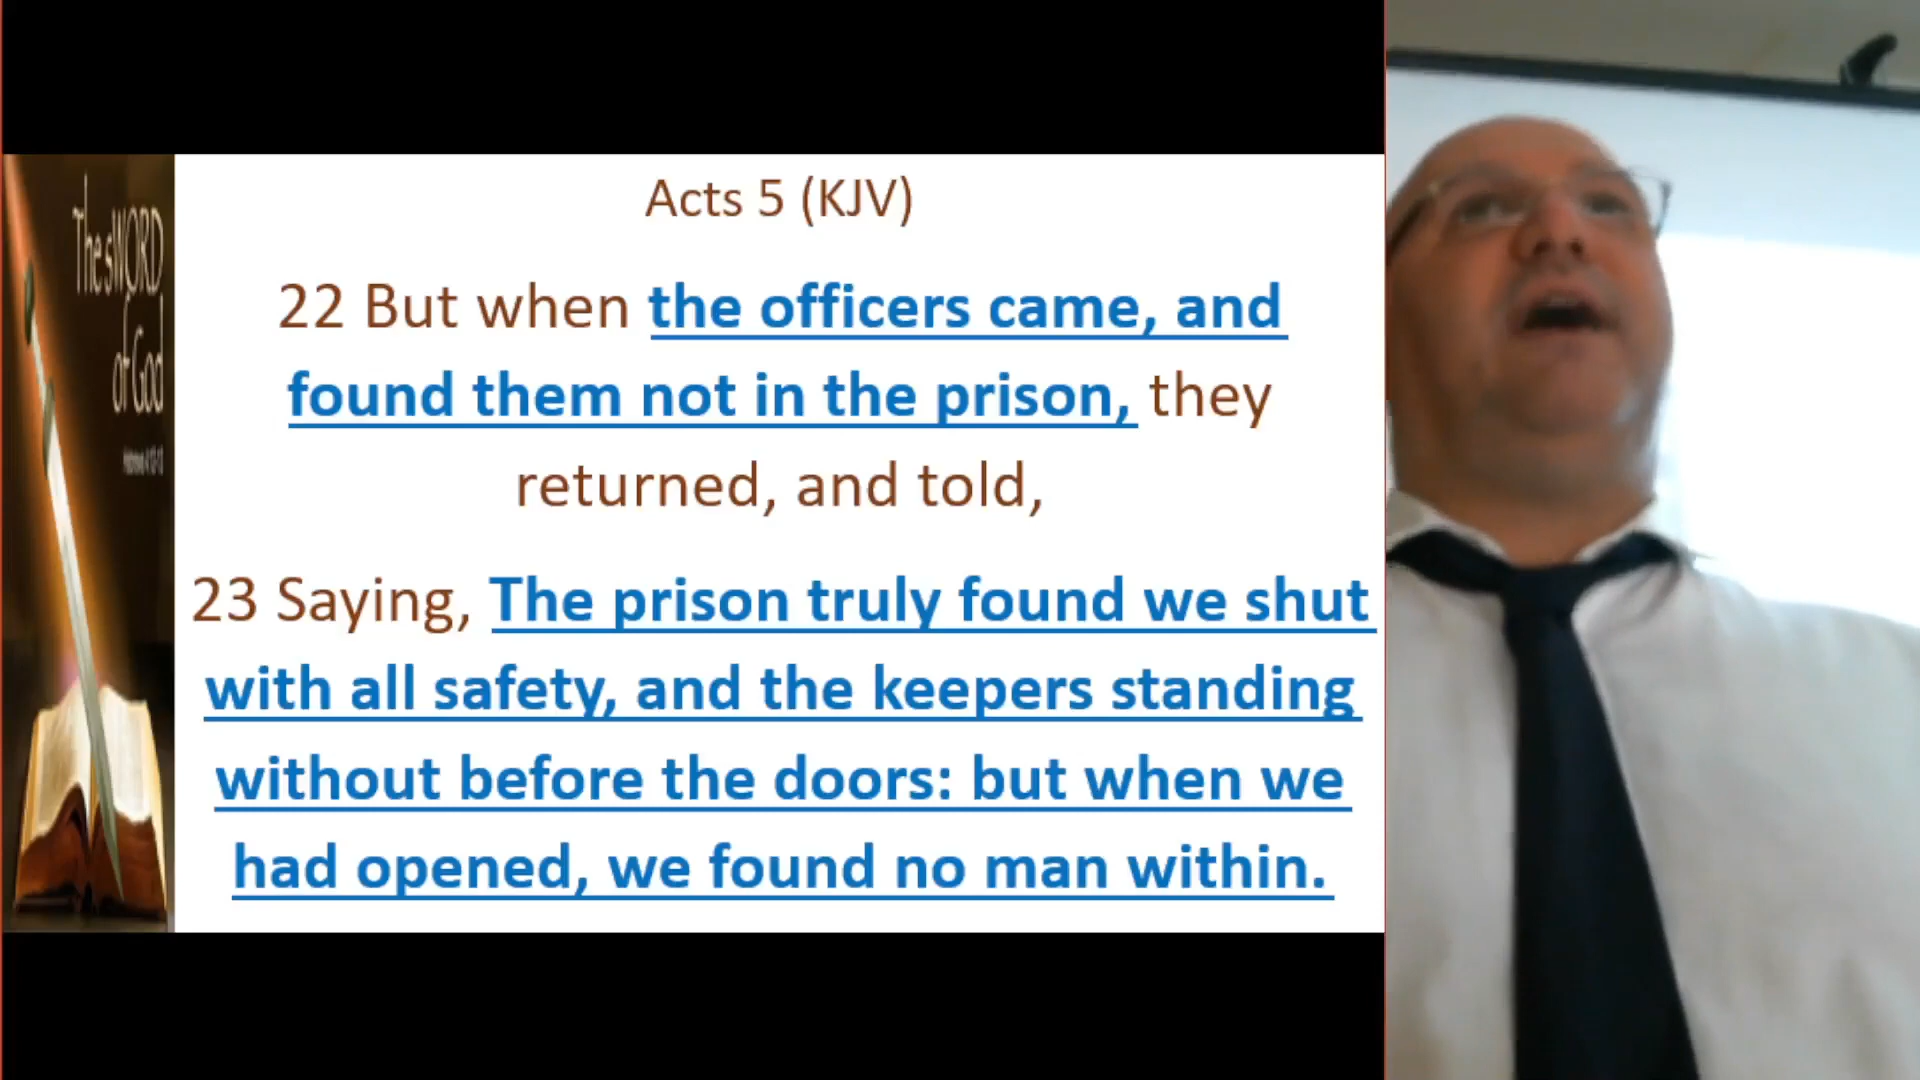 The sWORD
of God
Acts 5 (KJV)
22 But when the officers came, and
found them not in the prison, they
returned, and told,
23 Saying, The prison truly found we shut
with all safety, and the keepers standing
without before the doors: but when we
had opened, we found no man within.